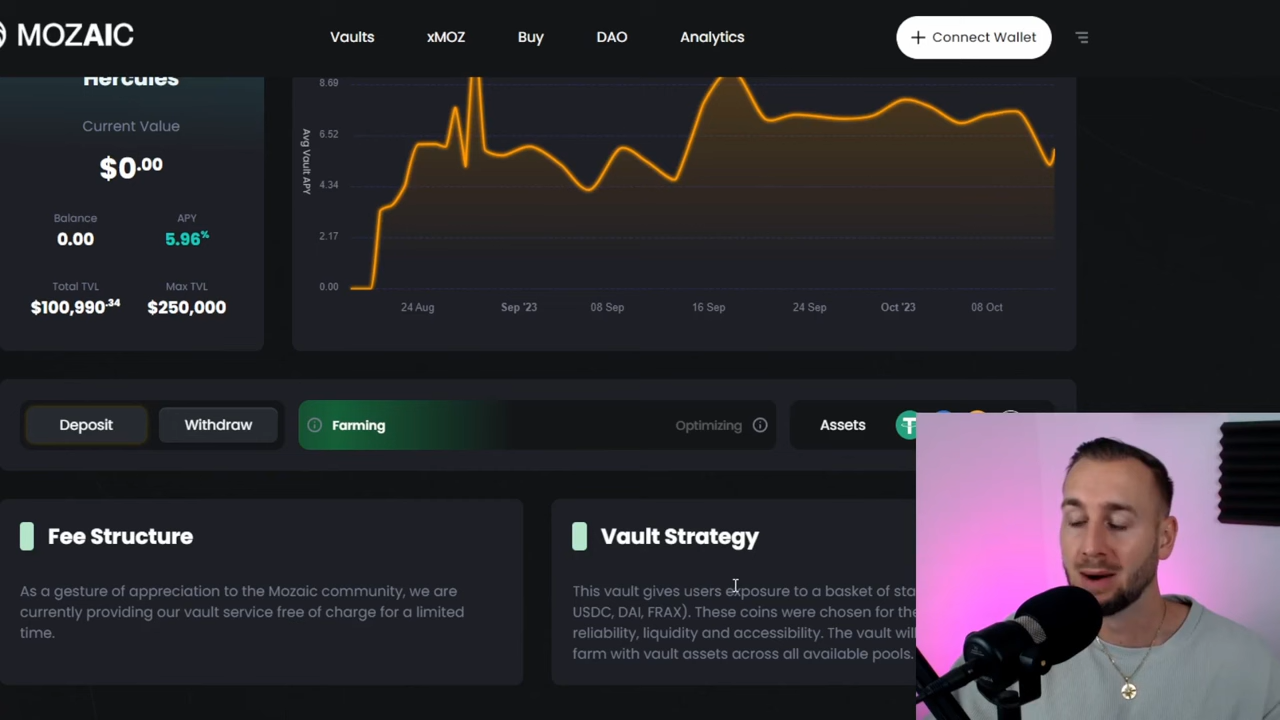 MOZAIC
Vaults
xMOZ
Buy
DAO
Analytics
+ Connect Wallet
Hercules
Current Value
$0.00
Balance
APY
0.00
5.96%
Total TVL
Max TVL
$100,990.34
$250,000
Avg Vault APY
8.69
6.52
4.34
2.17
0.00
24 Aug
Sep '23
08 Sep
16 Sep
24 Sep
Oct '23
08 Oct
Deposit
Withdraw
Farming
Optimizing
Assets
Fee Structure
As a gesture of appreciation to the Mozaic community, we are
currently providing our vault service free of charge for a limited
time.
Vault Strategy
This vault gives users exposure to a basket of
USDC, DAI, FRAX). These coins were chosen for
reliability, liquidity and accessibility. The vault
farm with vault assets across all available pools.